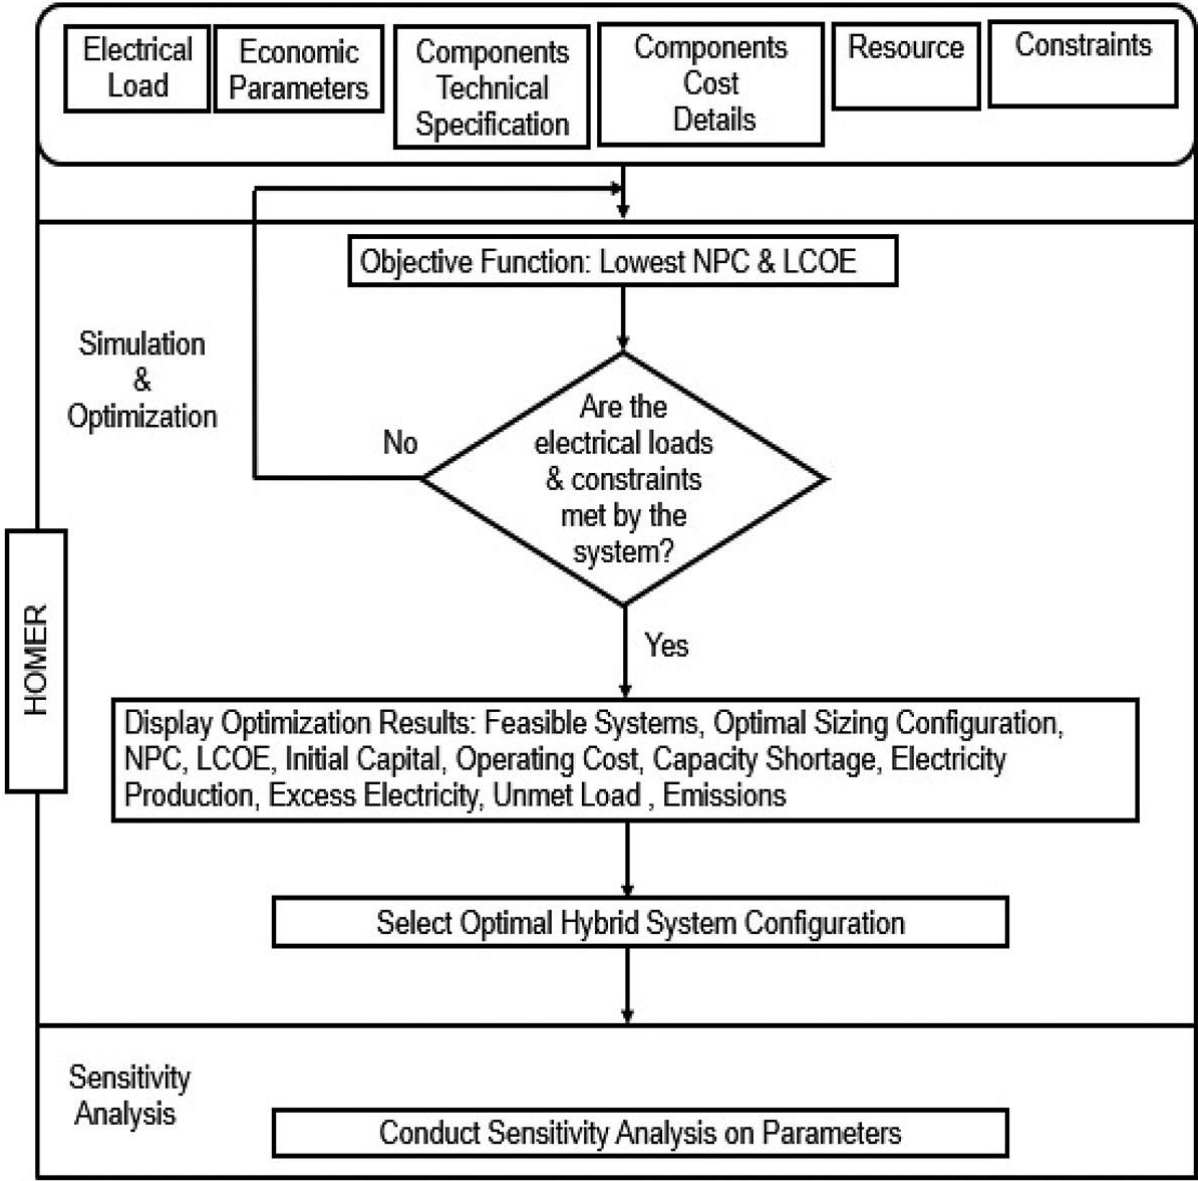 Electrical
Load
Economic
Parameters
Components
Technical
Specification
Components
Cost
Details
Resource
Constraints
Objective Function: Lowest NPC & LCOE
Simulation
&
Optimization
Are the
electrical loads
& constraints
met by the
system?
No
Yes
HOMER
Display Optimization Results: Feasible Systems, Optimal Sizing Configuration,
NPC, LCOE, Initial Capital, Operating Cost, Capacity Shortage, Electricity
Production, Excess Electricity, Unmet Load , Emissions
Select Optimal Hybrid System Configuration
Sensitivity
Analysis
Conduct Sensitivity Analysis on Parameters